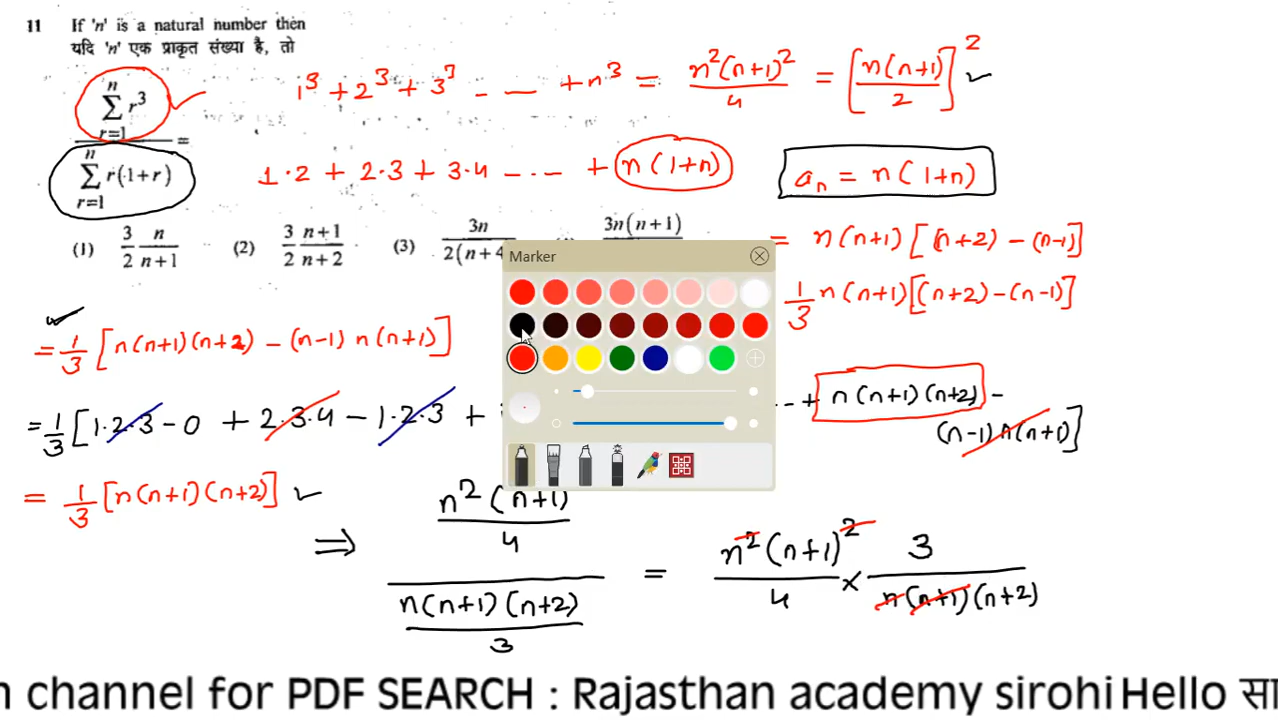 11 If 'n' is a natural number then
यदि 'n' एक प्राकृत संख्या है, तो
n
∑ r³
r=1
=
n
∑ r(1+r)
r=1
1³ + 2³ + 3³ - — ... + n³ = n²(n+1)²/4 = [n(n+1)/2]²
1·2 + 2·3 + 3·4 ---- + n(1+n)
aₙ = n(1+n)
(1) 3/2 n/n+1 (2) 3/2 n+1/n+2 (3) 3n/2(n+4 3n(n+1)
= n(n+1)[(n+2) - (n-1)]
1/3 n(n+1)[(n+2) - (n-1)]
Marker
= 1/3 [n(n+1)(n+2) - (n-1) n(n+1)]
= 1/3 [1·2·3 - 0 + 2·3·4 - 1·2·3 + ··+ n(n+1)(n+2) -
(n-1) n(n+1)]
= 1/3 [n(n+1)(n+2)]
⇒ n²(n+1)/4 / n(n+1)(n+2)/3 = n²(n+1)²/4 × 3/n(n+1)(n+2)
channel for PDF SEARCH : Rajasthan academy sirohi Hello